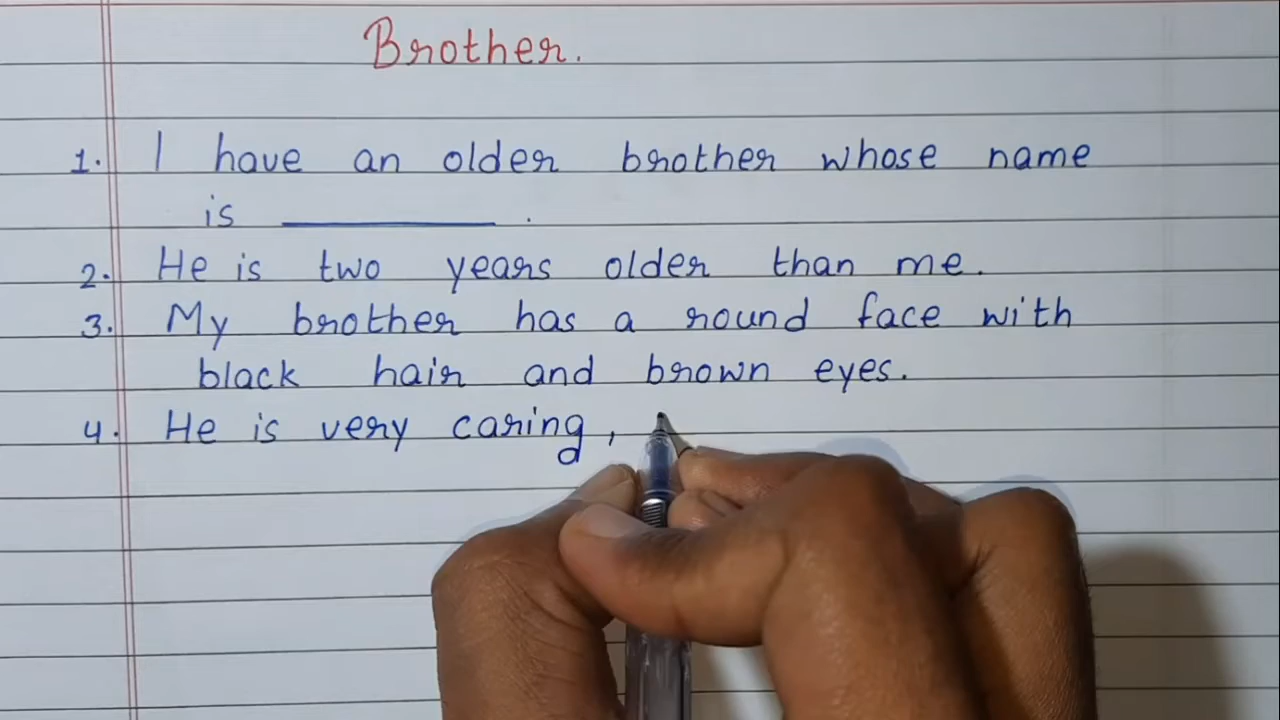 Brother.
1. I have an older brother whose name
is __________ .
2. He is two years older than me.
3. My brother has a round face with
black hair and brown eyes.
4. He is very caring,